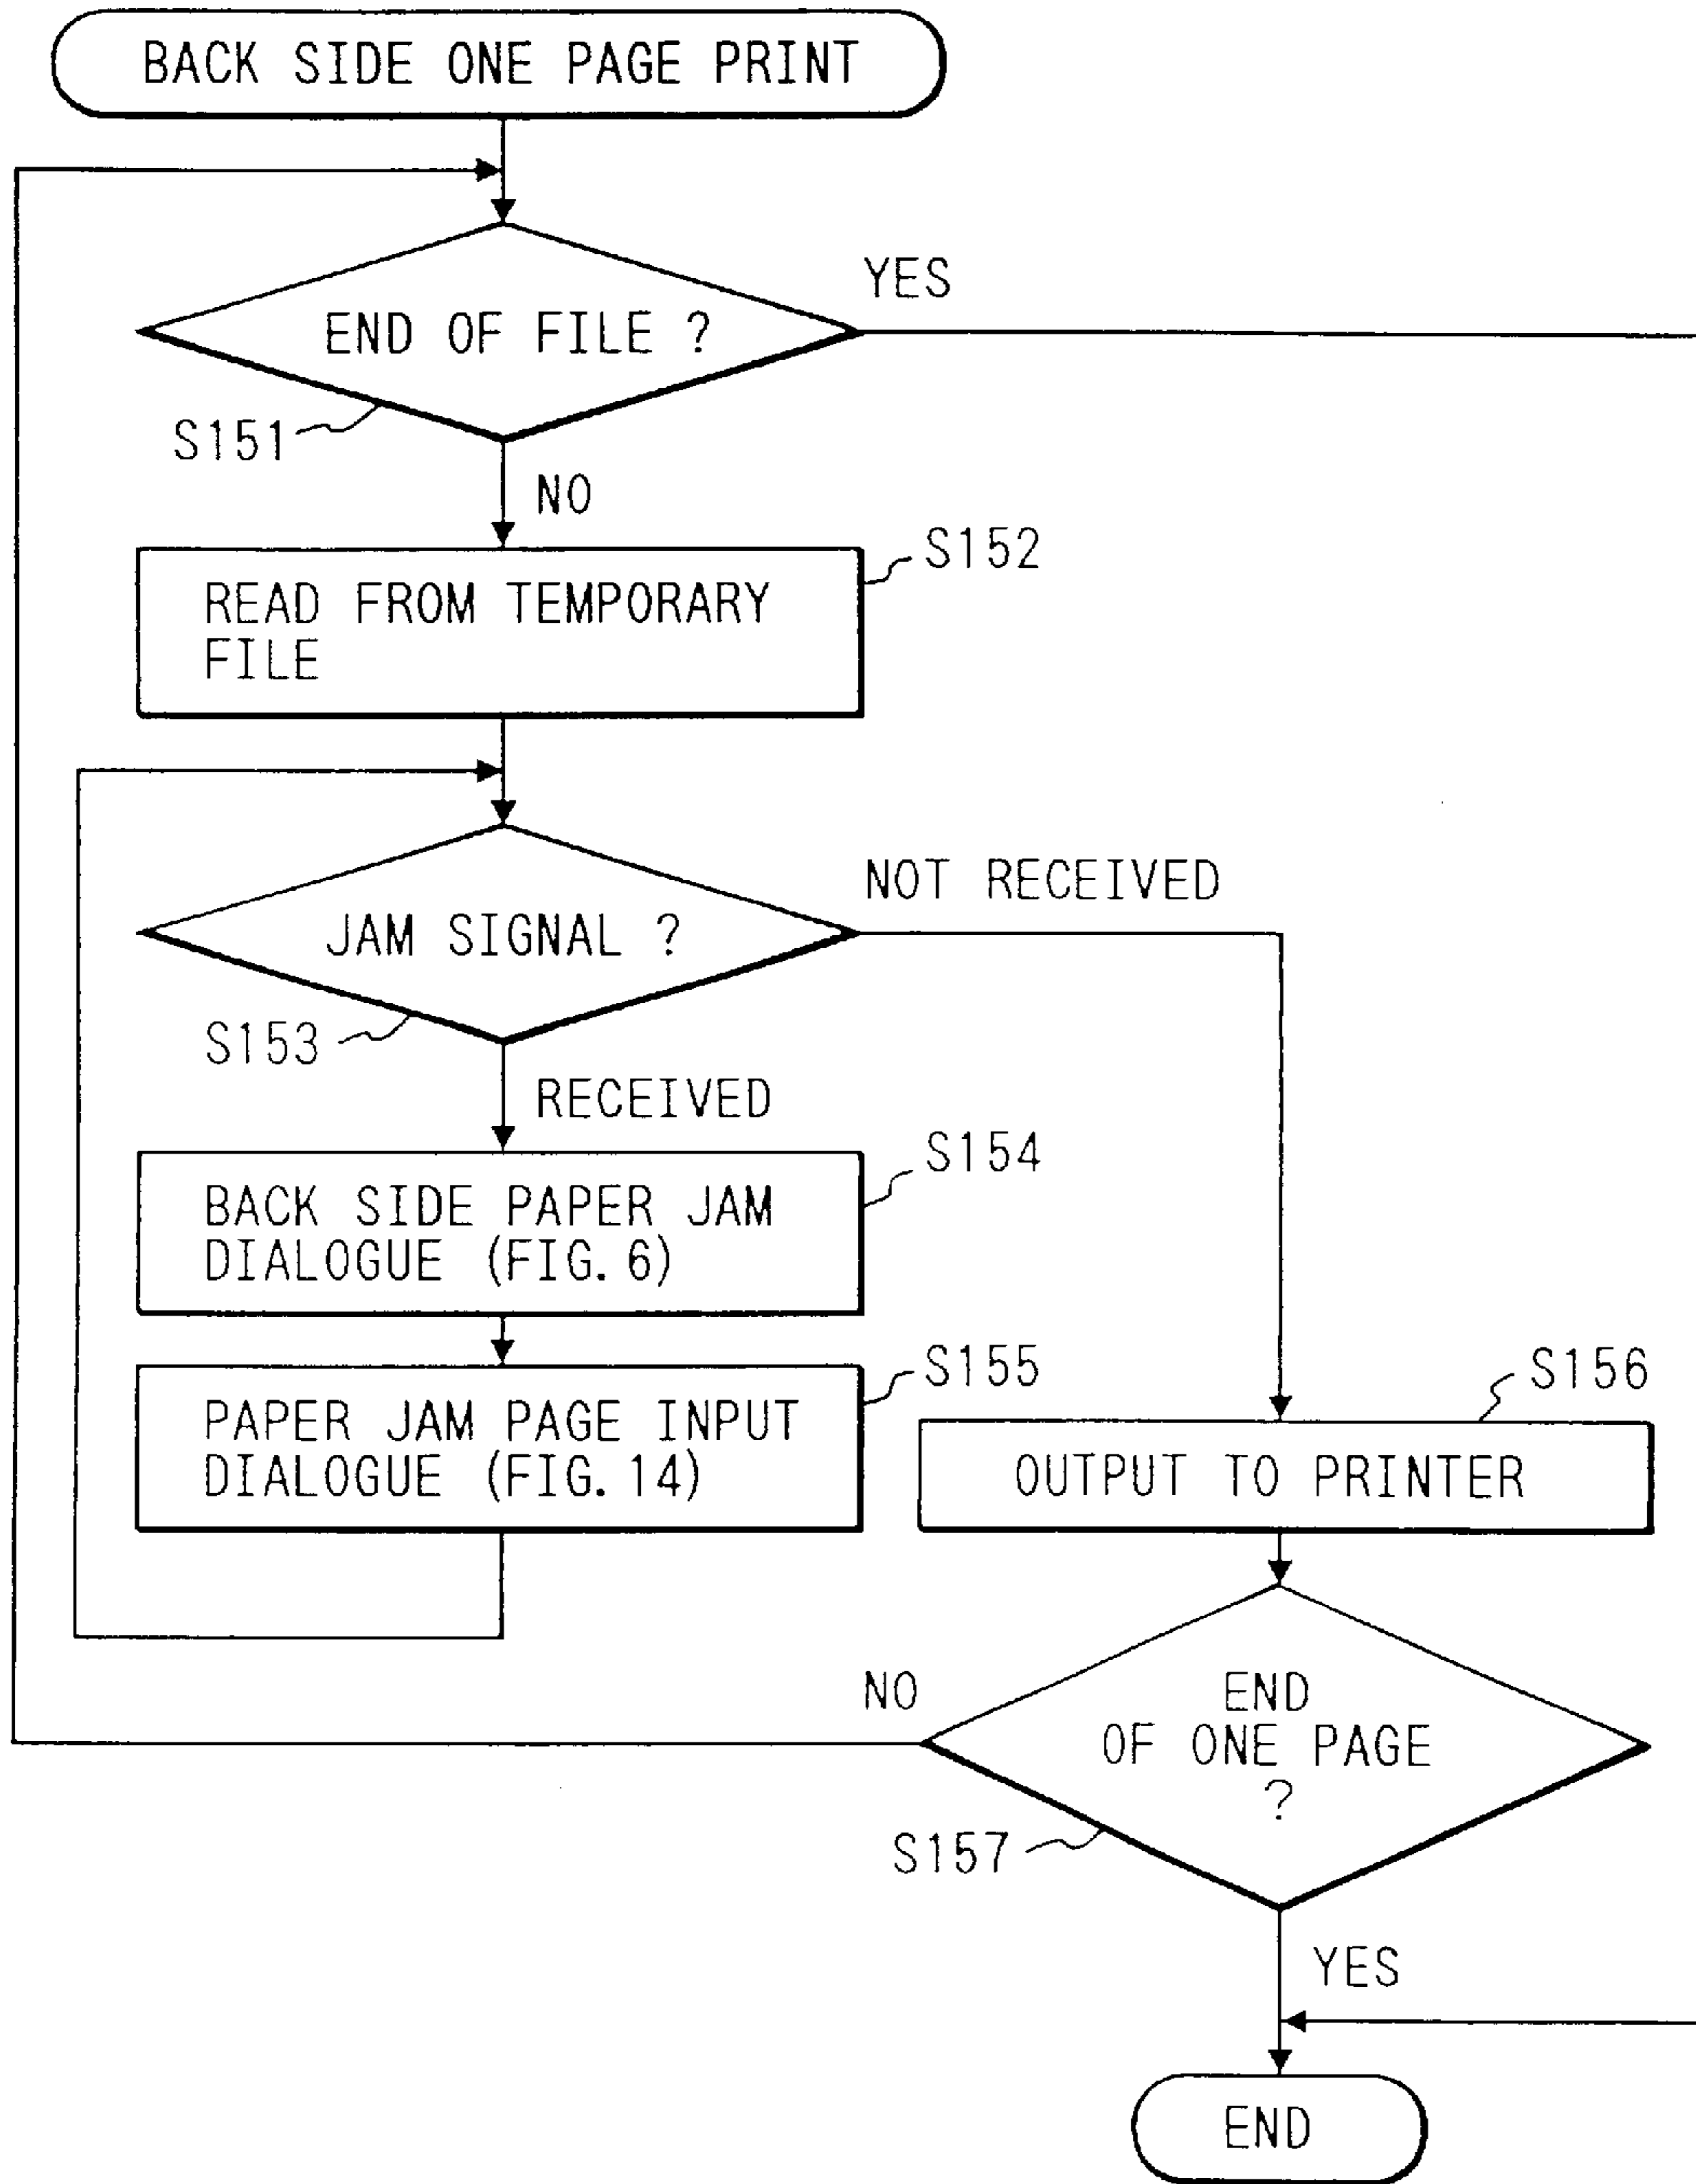 BACK SIDE ONE PAGE PRINT
YES
END OF FILE ?
S151
NO
S152
READ FROM TEMPORARY
FILE
NOT RECEIVED
JAM SIGNAL ?
S153
RECEIVED
S154
BACK SIDE PAPER JAM
DIALOGUE (FIG. 6)
S155
PAPER JAM PAGE INPUT
DIALOGUE (FIG. 14)
S156
OUTPUT TO PRINTER
NO
END
OF ONE PAGE
?
S157
YES
END